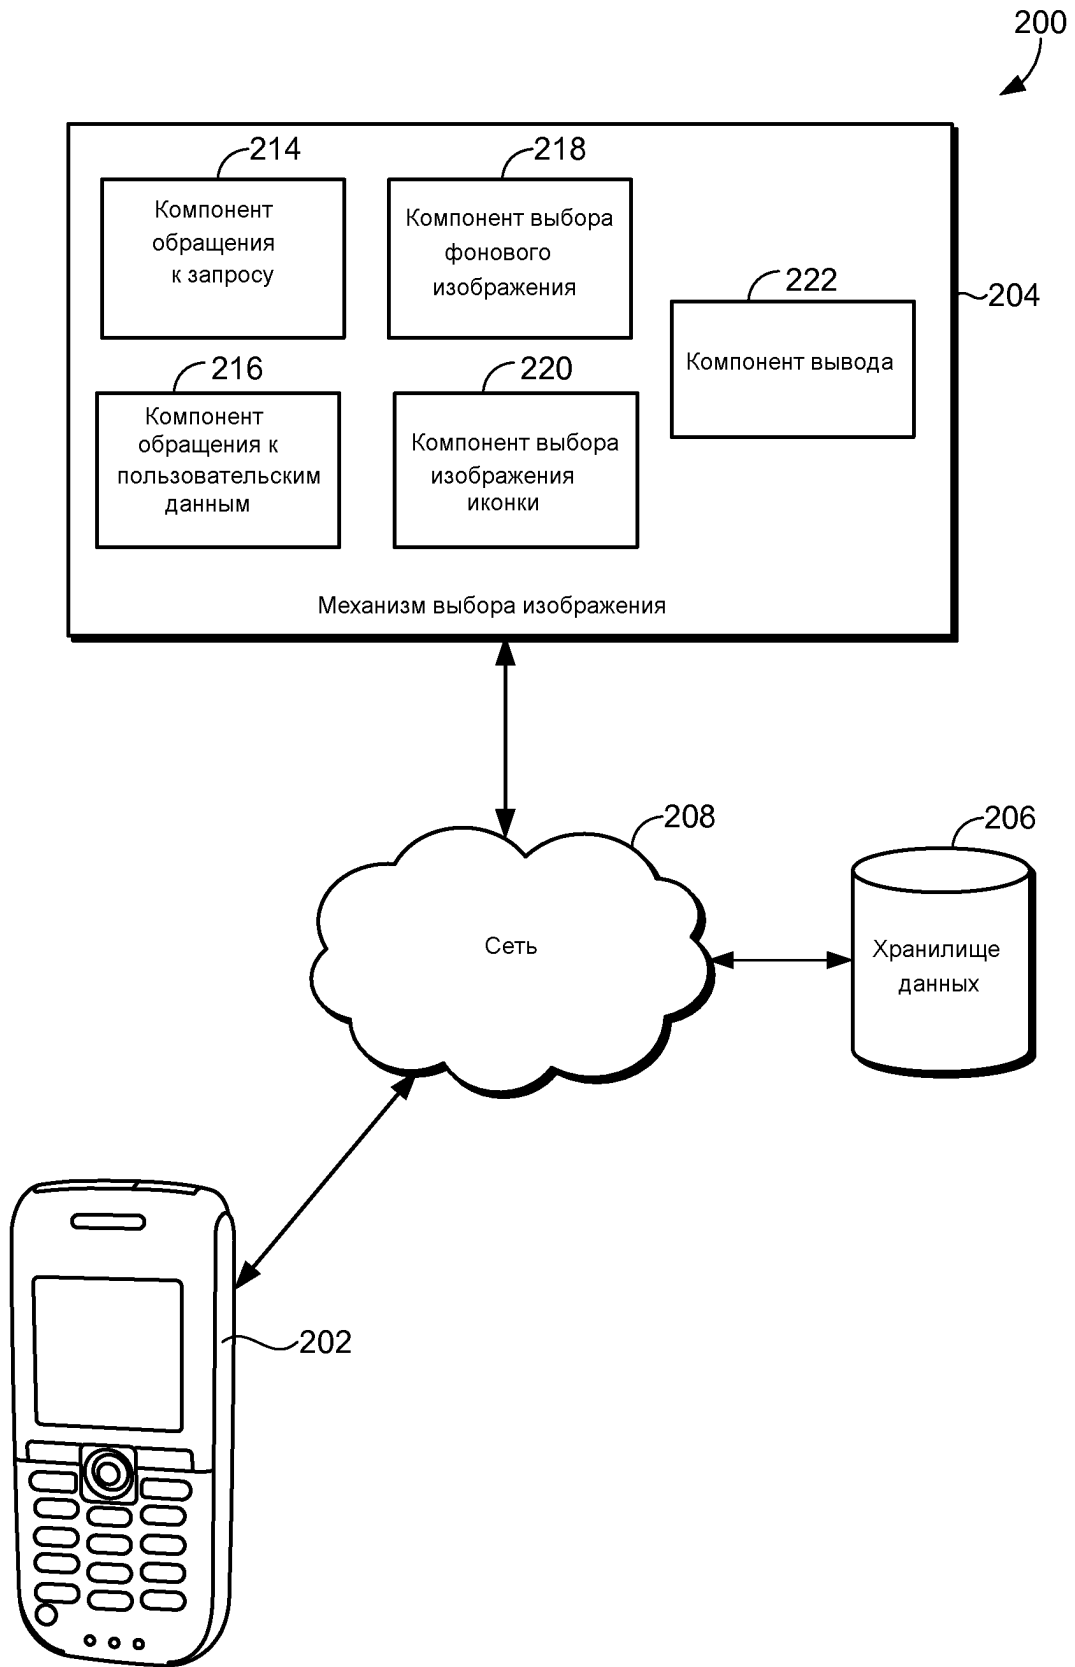 200
214
Компонент
обращения
к запросу
218
Компонент выбора
фонового
изображения
222
Компонент вывода
204
216
Компонент
обращения к
пользовательским
данным
220
Компонент выбора
изображения
иконки
Механизм выбора изображения
208
Сеть
206
Хранилище
данных
202